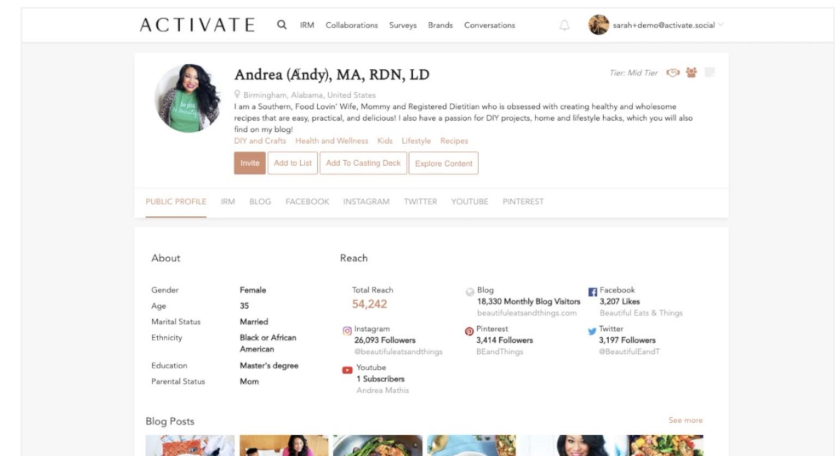 ACTIVATE
IRM Collaborations Surveys Brands Conversations
sarah+demo@activate.social
Andrea (Andy), MA, RDN, LD
Tier: Mid Tier
Birmingham, Alabama, United States
I am a Southern, Food Lovin' Wife, Mommy and Registered Dietitian who is obsessed with creating healthy and wholesome
recipes that are easy, practical, and delicious! I also have a passion for DIY projects, home and lifestyle hacks, which you will also
find on my blog!
DIY and Crafts Health and Wellness Kids Lifestyle Recipes
Invite Add to List Add To Casting Deck Explore Content
PUBLIC PROFILE IRM BLOG FACEBOOK INSTAGRAM TWITTER YOUTUBE PINTEREST
About
Gender Female
Age 35
Marital Status Married
Ethnicity Black or African
American
Education Master's degree
Parental Status Mom
Reach
Total Reach
54,242
Blog
18,330 Monthly Blog Visitors
beautifuleatsandthings.com
Facebook
3,207 Likes
Beautiful Eats & Things
Instagram
26,093 Followers
@beautifuleatsandthings
Pinterest
3,414 Followers
BEandThings
Twitter
3,197 Followers
@BeautifulEandT
Youtube
1 Subscribers
Andrea Mathis
Blog Posts
See more